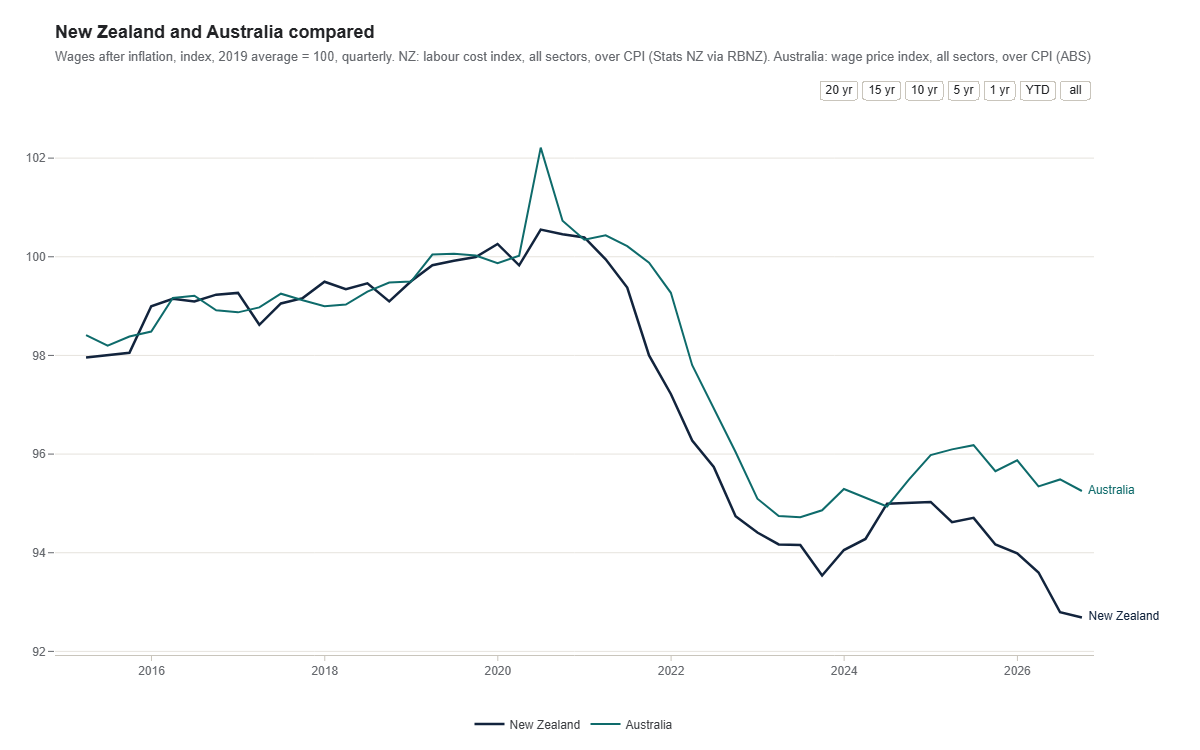 New Zealand and Australia compared
Wages after inflation, index, 2019 average = 100, quarterly. NZ: labour cost index, all sectors, over CPI (Stats NZ via RBNZ). Australia: wage price index, all sectors, over CPI (ABS)
20 yr 15 yr 10 yr 5 yr 1 yr YTD all
102
100
98
96
Australia
94
New Zealand
92
2016 2018 2020 2022 2024 2026
New Zealand Australia